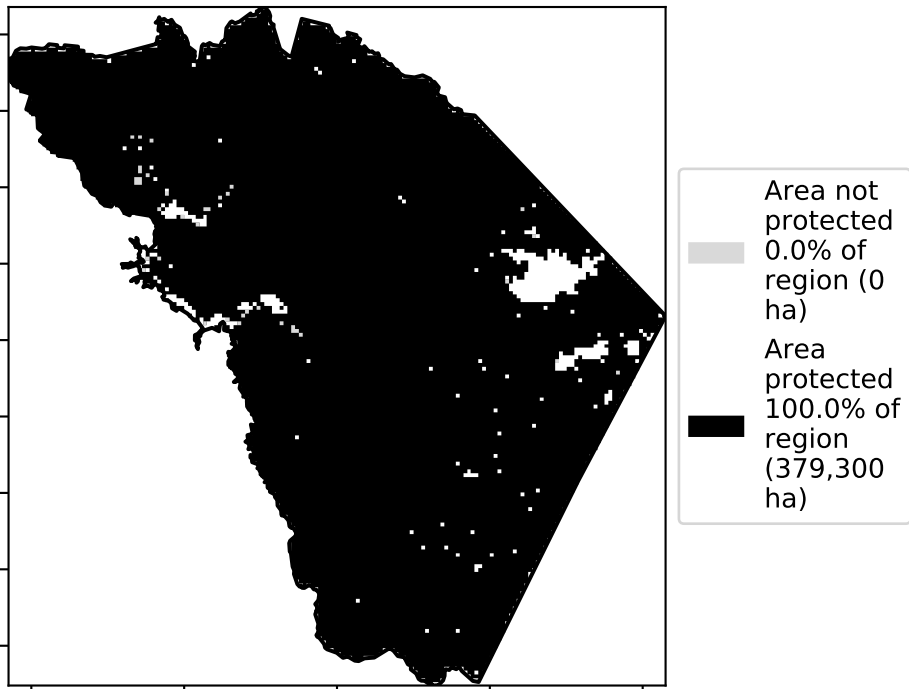 Area not
protected
0.0% of
region (0
ha)
Area
protected
100.0% of
region
(379,300
ha)